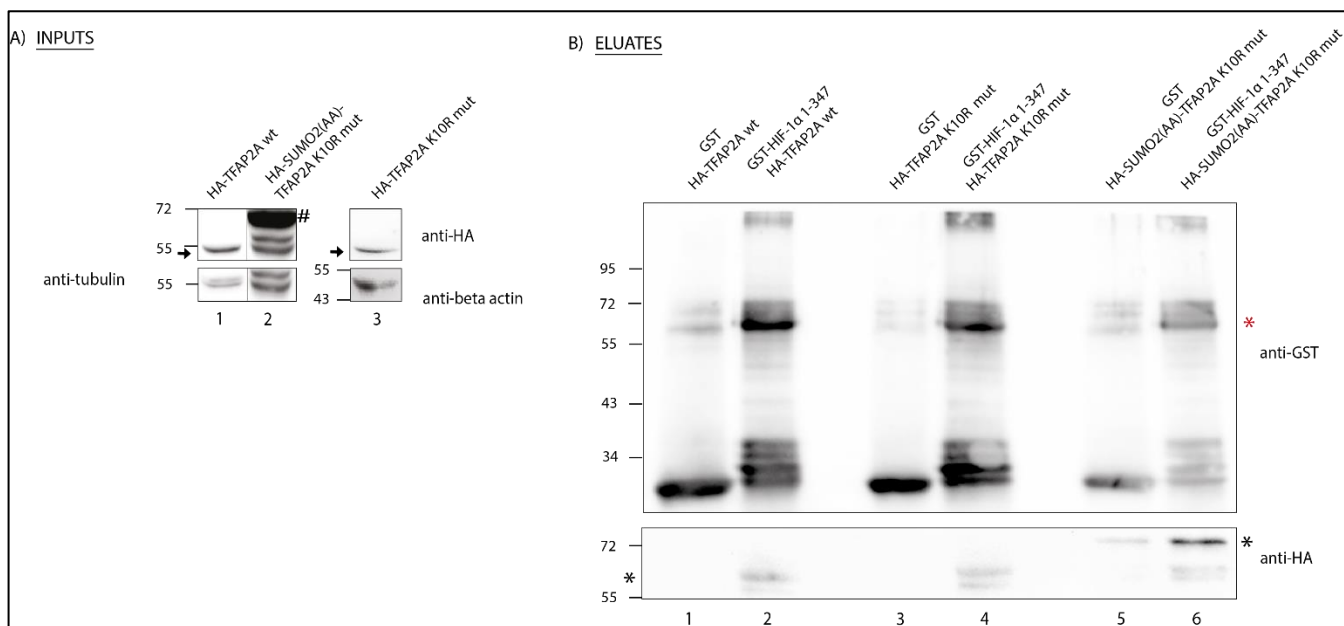 A) INPUTS
HA-TFAP2A wt
HA-SUMO2(AA)-
TFAP2A K10R mut
HA-TFAP2A K10R mut
72
#
55
anti-HA
anti-tubulin
55
55
43
anti-beta actin
1
2
3
B) ELUATES
GST
HA-TFAP2A wt
GST-HIF-1α 1-347
HA-TFAP2A wt
GST
HA-TFAP2A K10R mut
GST-HIF-1α 1-347
HA-TFAP2A K10R mut
GST
HA-SUMO2(AA)-TFAP2A K10R mut
GST-HIF-1α 1-347
HA-SUMO2(AA)-TFAP2A K10R mut
95
72
*
55
anti-GST
43
34
72
*
anti-HA
*
55
1
2
3
4
5
6